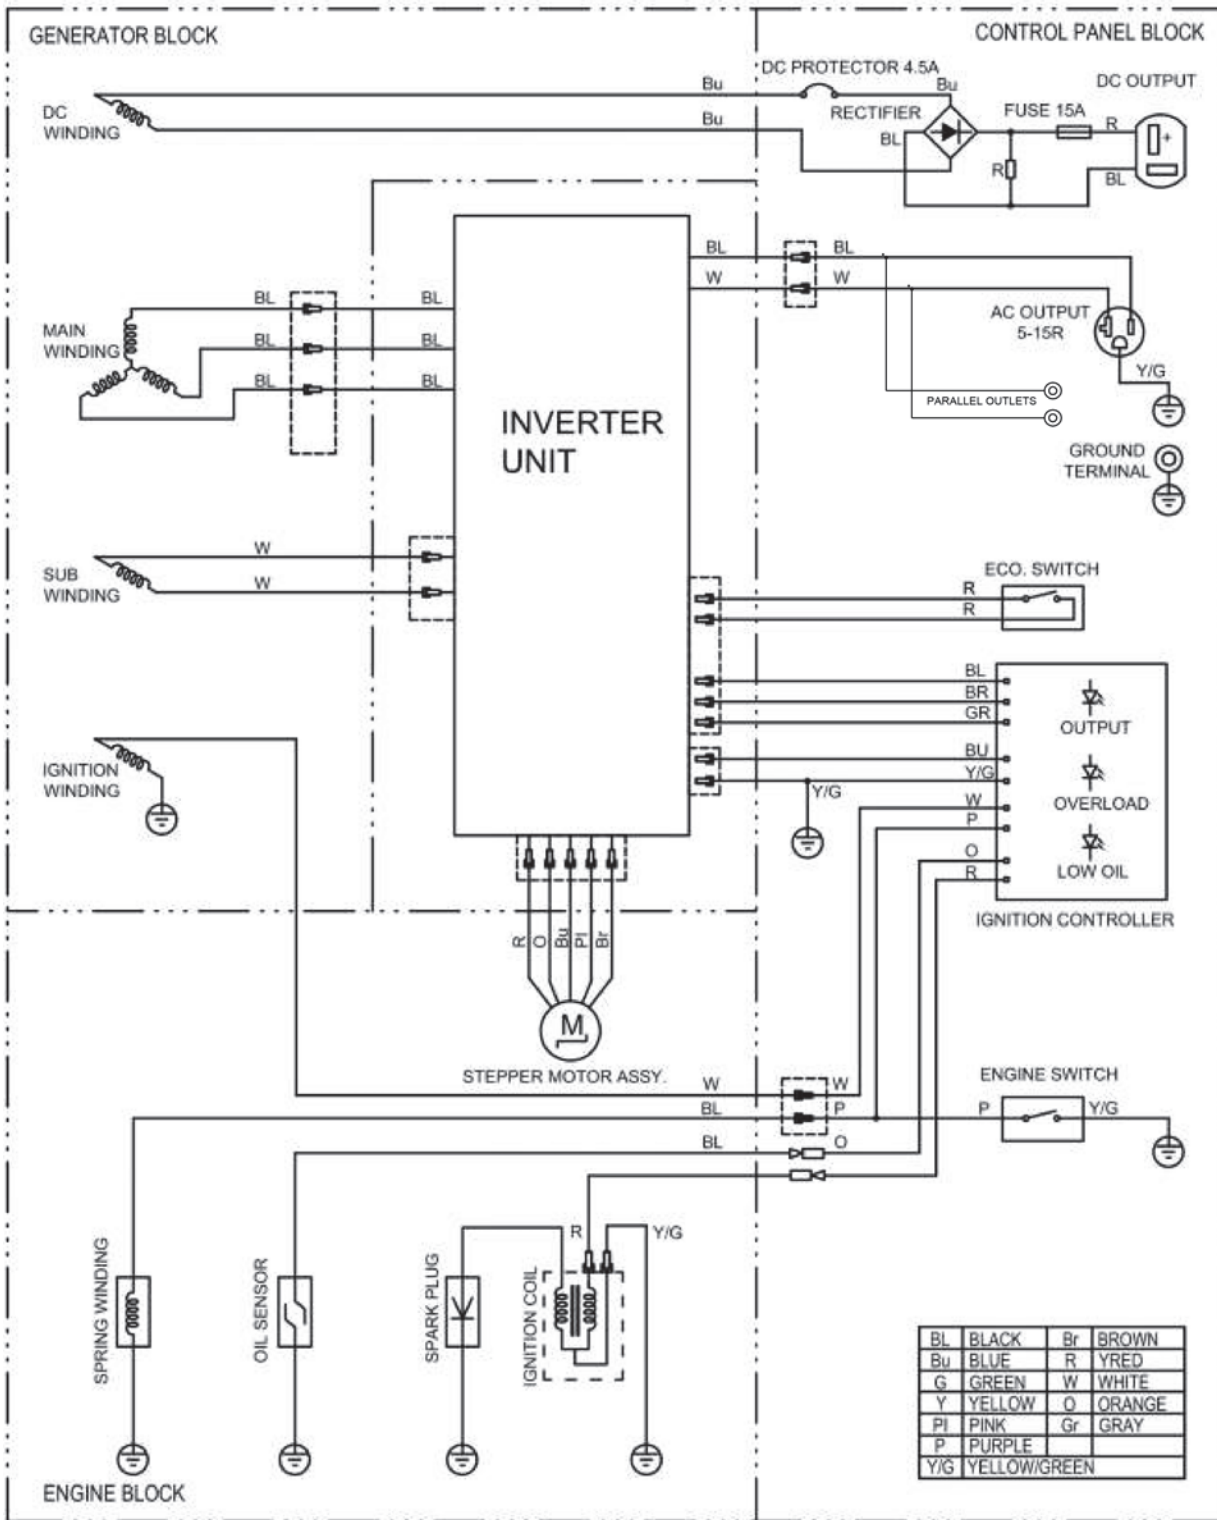 GENERATOR BLOCK
CONTROL PANEL BLOCK
DC PROTECTOR 4.5A
DC OUTPUT
Bu
Bu
RECTIFIER
FUSE 15A
DC
WINDING
Bu
BL
R
R
+
BL
BL
BL
W
W
AC OUTPUT
5-15R
Y/G
PARALLEL OUTLETS
GROUND
TERMINAL
MAIN
WINDING
BL
BL
BL
BL
BL
BL
INVERTER
UNIT
SUB
WINDING
W
W
ECO. SWITCH
R
R
BL
BR
GR
OUTPUT
BU
Y/G
Y/G
OVERLOAD
W
P
O
LOW OIL
R
IGNITION CONTROLLER
IGNITION
WINDING
R
O
Bu
PI
Br
M
STEPPER MOTOR ASSY.
W
W
BL
P
BL
O
ENGINE SWITCH
P
Y/G
R
Y/G
SPRING WINDING
OIL SENSOR
SPARK PLUG
IGNITION COIL
ENGINE BLOCK
BL BLACK Br BROWN
Bu BLUE R YRED
G GREEN W WHITE
Y YELLOW O ORANGE
PI PINK Gr GRAY
P PURPLE
Y/G YELLOW/GREEN